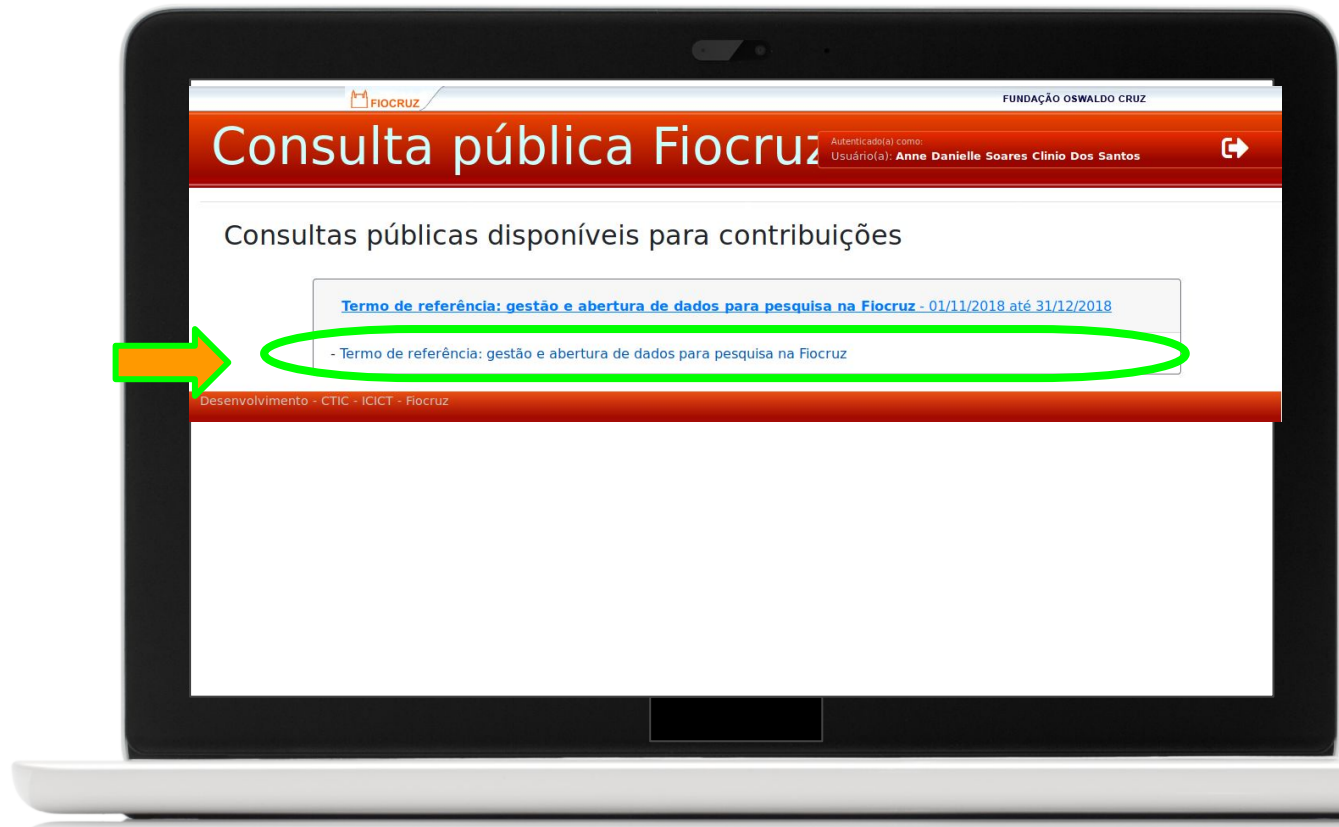 FIOCRUZ
FUNDAÇÃO OSWALDO CRUZ
Consulta pública Fiocruz
Autenticado(a) como:
Usuário(a): Anne Danielle Soares Clinio Dos Santos
Consultas públicas disponíveis para contribuições
Termo de referência: gestão e abertura de dados para pesquisa na Fiocruz - 01/11/2018 até 31/12/2018
- Termo de referência: gestão e abertura de dados para pesquisa na Fiocruz
Desenvolvimento - CTIC - ICICT - Fiocruz